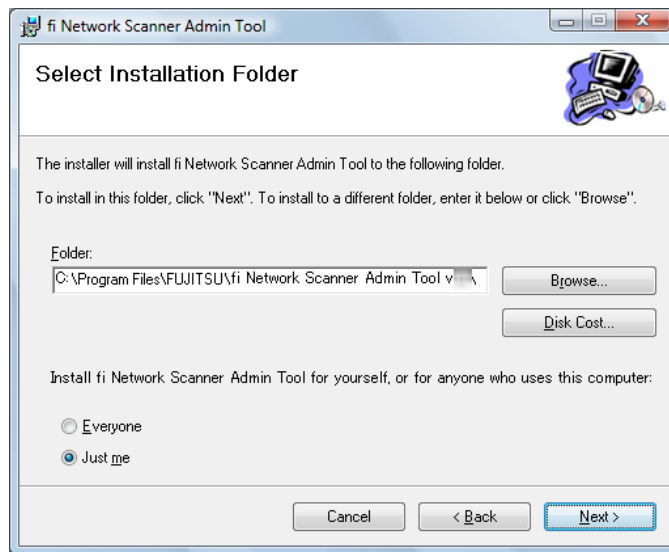 fi Network Scanner Admin Tool
Select Installation Folder
The installer will install fi Network Scanner Admin Tool to the following folder.
To install in this folder, click "Next". To install to a different folder, enter it below or click "Browse".
Folder:
C:\Program Files\FUJITSU\fi Network Scanner Admin Tool v \
Browse...
Disk Cost...
Install fi Network Scanner Admin Tool for yourself, or for anyone who uses this computer:
Everyone
Just me
Cancel
< Back
Next >